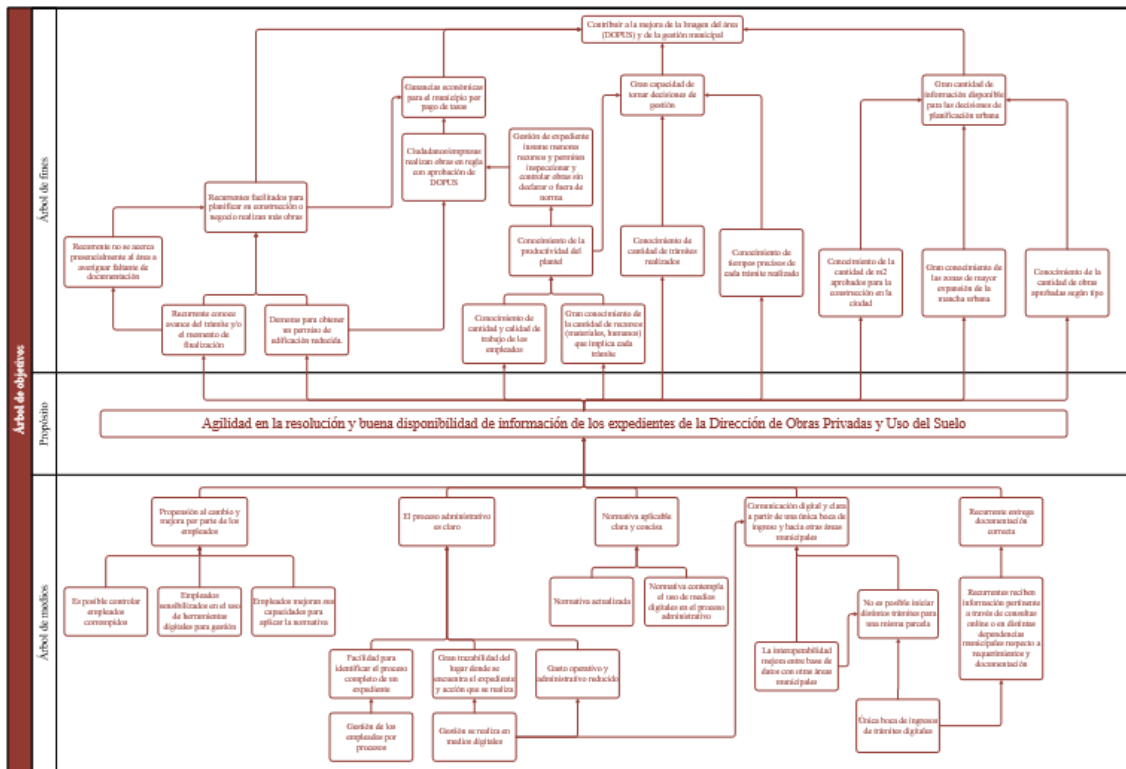 Árbol de objetivos
Árbol de fines
Contribuir a la mejora de la Imagen del área
(DOPUS) y de la gestión municipal
Ganancias económicas
para el municipio por
pago de tasas
Gran capacidad de
tomar decisiones de
gestión
Gran cantidad de
información disponible
para las decisiones de
planificación urbana
Ciudadanos/empresas
realizan obras en regla
con aprobación de
DOPUS
Gestión de expediente
insume menores
recursos y permiten
inspeccionar y
controlar obras sin
declarar o fuera de
norma
Recurrentes facilitados para
planificar su construcción o
negocio realizan más obras
Recurrente no se acerca
presencialmente al área a
averiguar faltante de
documentación
Conocimiento de la
productividad del
plantel
Conocimiento de
cantidad de trámites
realizados
Conocimiento de
tiempos precisos de
cada trámite realizado
Conocimiento de la
cantidad de m2
aprobados para la
construcción en la
ciudad
Gran conocimiento de
las zonas de mayor
expansión de la
mancha urbana
Conocimiento de la
cantidad de obras
aprobadas según tipo
Recurrente conoce
avance del trámite y/o
el momento de
finalización
Demoras para obtener
un permiso de
edificación reducida.
Conocimiento de
cantidad y calidad de
trabajo de los
empleados
Gran conocimiento de
la cantidad de recursos
(materiales, humanos)
que implica cada
trámite
Propósito
Agilidad en la resolución y buena disponibilidad de información de los expedientes de la Dirección de Obras Privadas y Uso del Suelo
Árbol de medios
Propensión al cambio y
mejora por parte de los
empleados
El proceso administrativo
es claro
Normativa aplicable
clara y concisa
Comunicación digital y clara
a partir de una única boca de
ingreso y hacia otras áreas
municipales
Recurrente entrega
documentación
correcta
Es posible controlar
empleados
corrompidos
Empleados
sensibilizados en el uso
de herramientas
digitales para gestión
Empleados mejoran sus
capacidades para
aplicar la normativa
Normativa actualizada
Normativa contempla
el uso de medios
digitales en el proceso
administrativo
No es posible iniciar
distintos trámites para
una misma parcela
Recurrentes reciben
información pertinente
a través de consultas
online o en distintas
dependencias
municipales respecto a
requerimientos y
documentación
Facilidad para
identificar el proceso
completo de un
expediente
Gran trazabilidad del
lugar donde se
encuentra el expediente
y acción que se realiza
Gasto operativo y
administrativo reducido
La interoperabilidad
mejora entre base de
datos con otras áreas
municipales
Gestión de los
empleados por
procesos
Gestión se realiza en
medios digitales
Única boca de ingresos
de trámites digitales